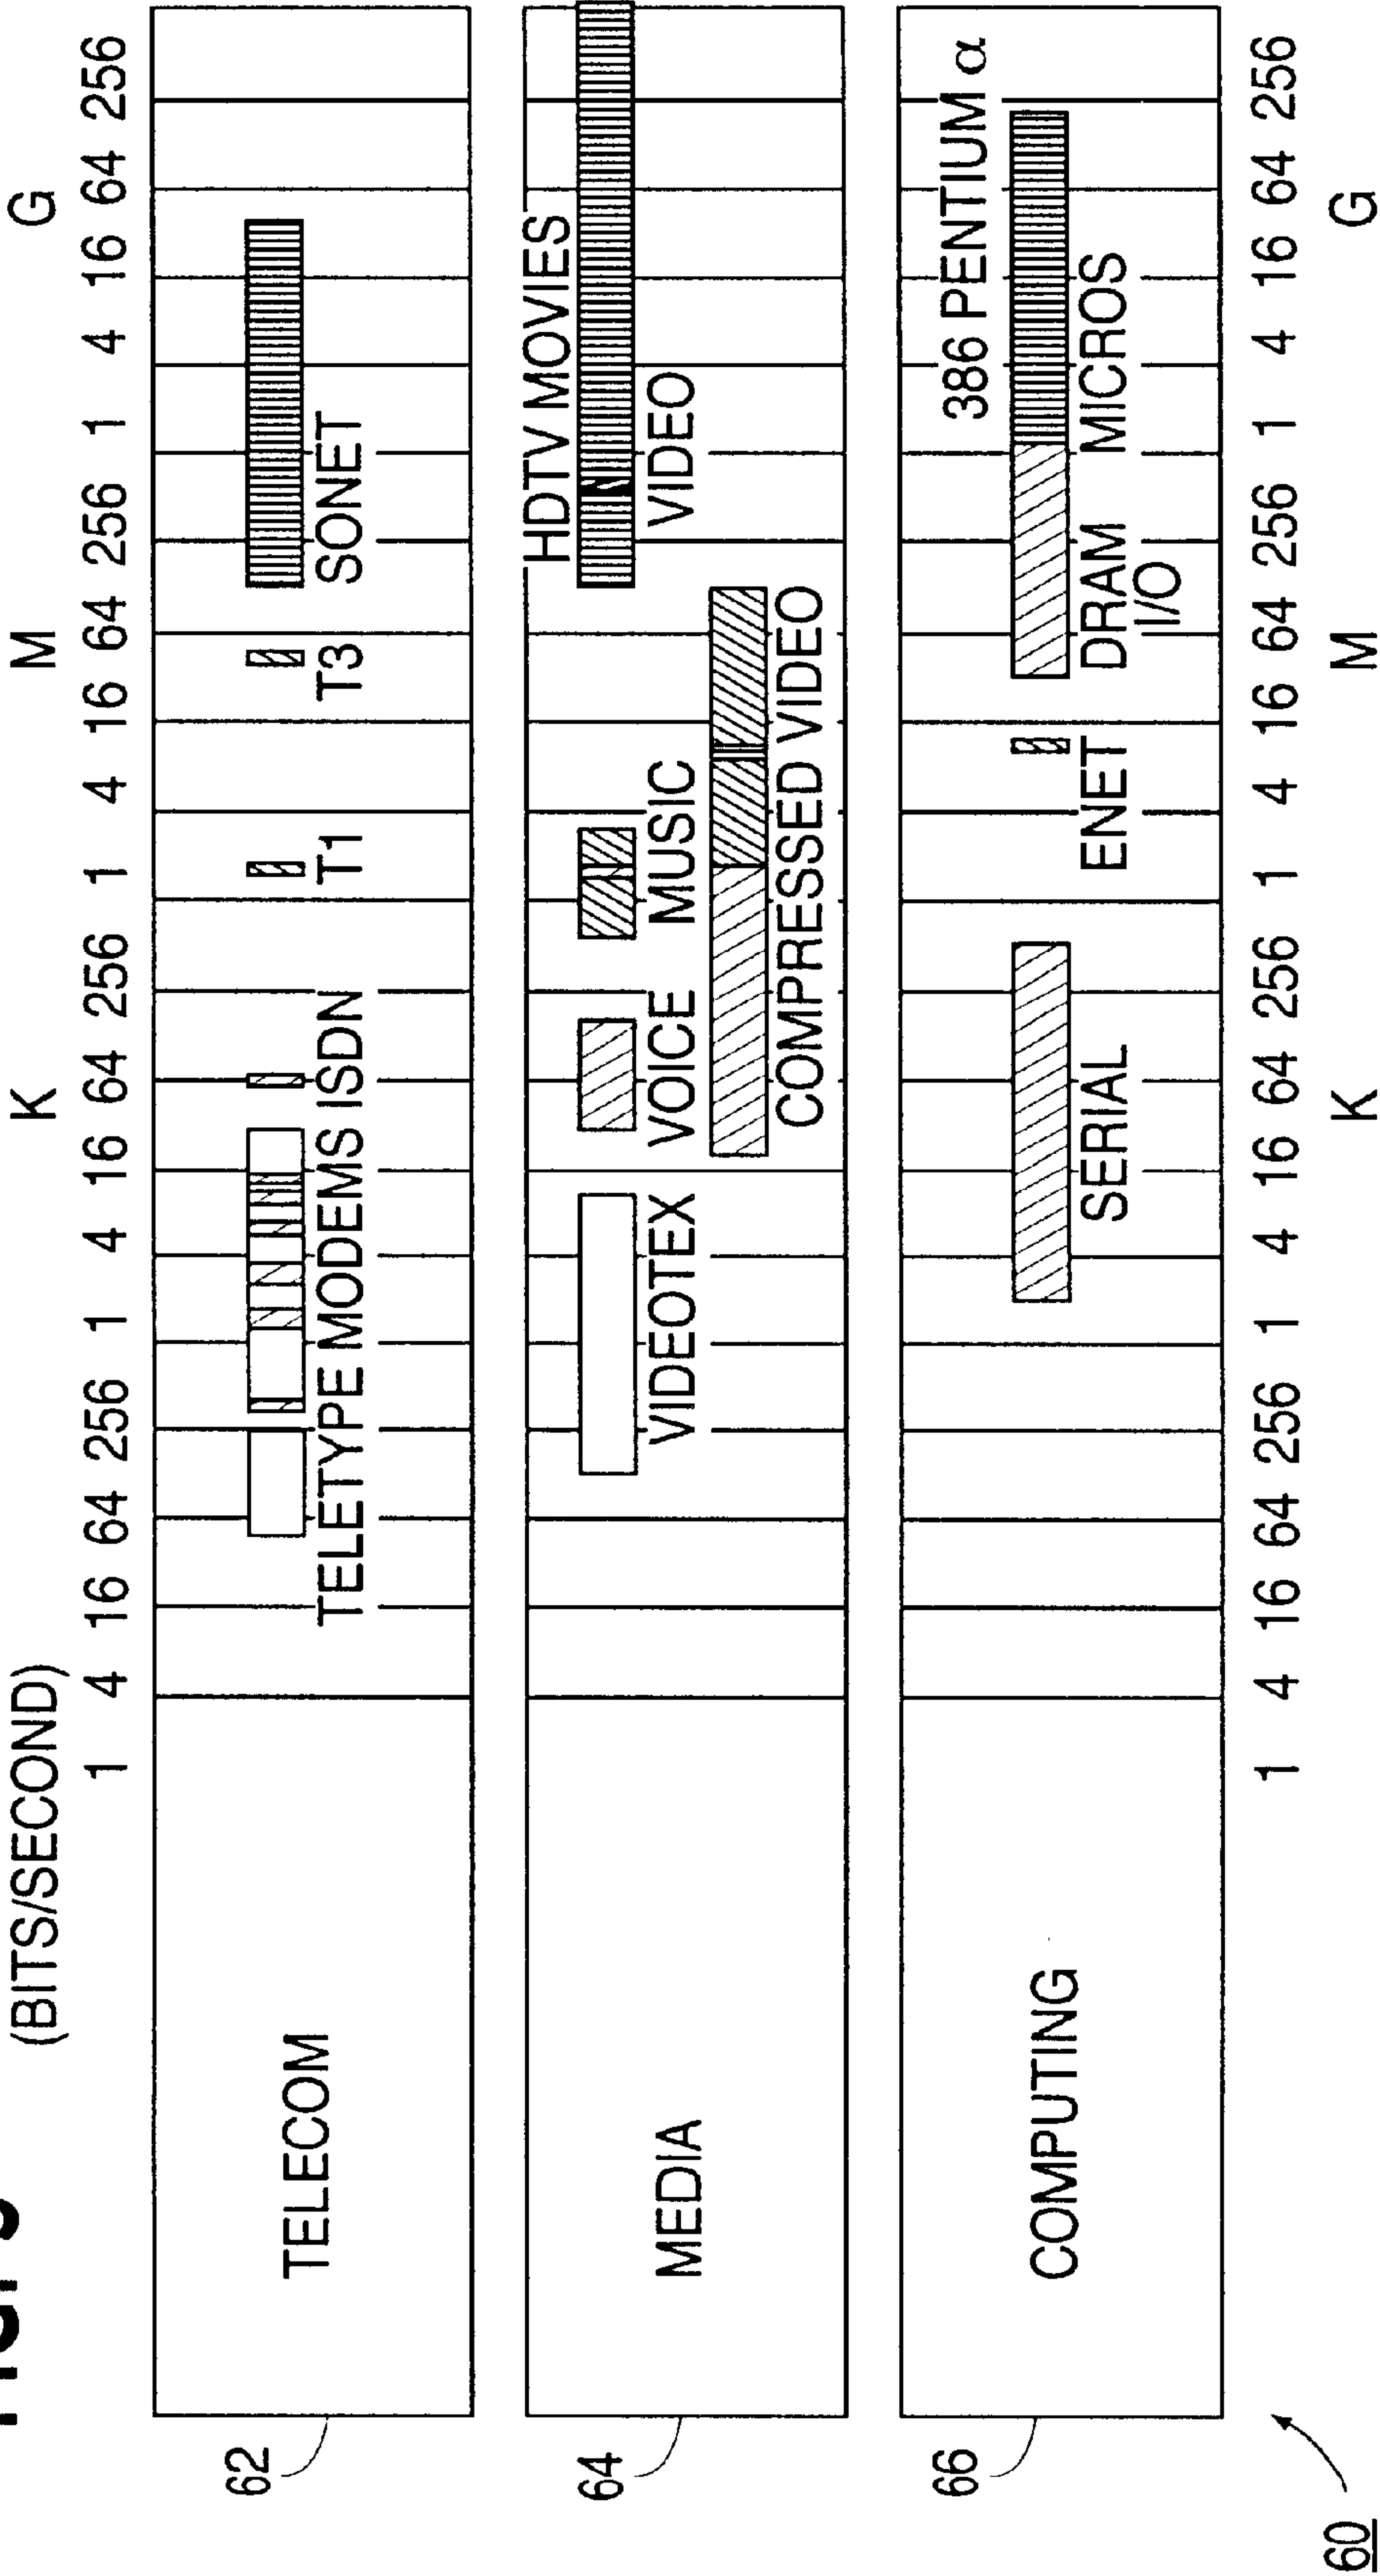 (BITS/SECOND) K M G
1 4 16 64 256 1 4 16 64 256 1 4 16 64 256 1 4 16 64 256
62
TELECOM
TELETYPE MODEMS ISDN T1 T3 SONET
64
MEDIA
HDTV MOVIES
VIDEOTEX VOICE MUSIC VIDEO
COMPRESSED VIDEO
66
COMPUTING
386 PENTIUM α
SERIAL ENET DRAM MICROS
I/O
1 4 16 64 256 1 4 16 64 256 1 4 16 64 256 1 4 16 64 256
K M G
60